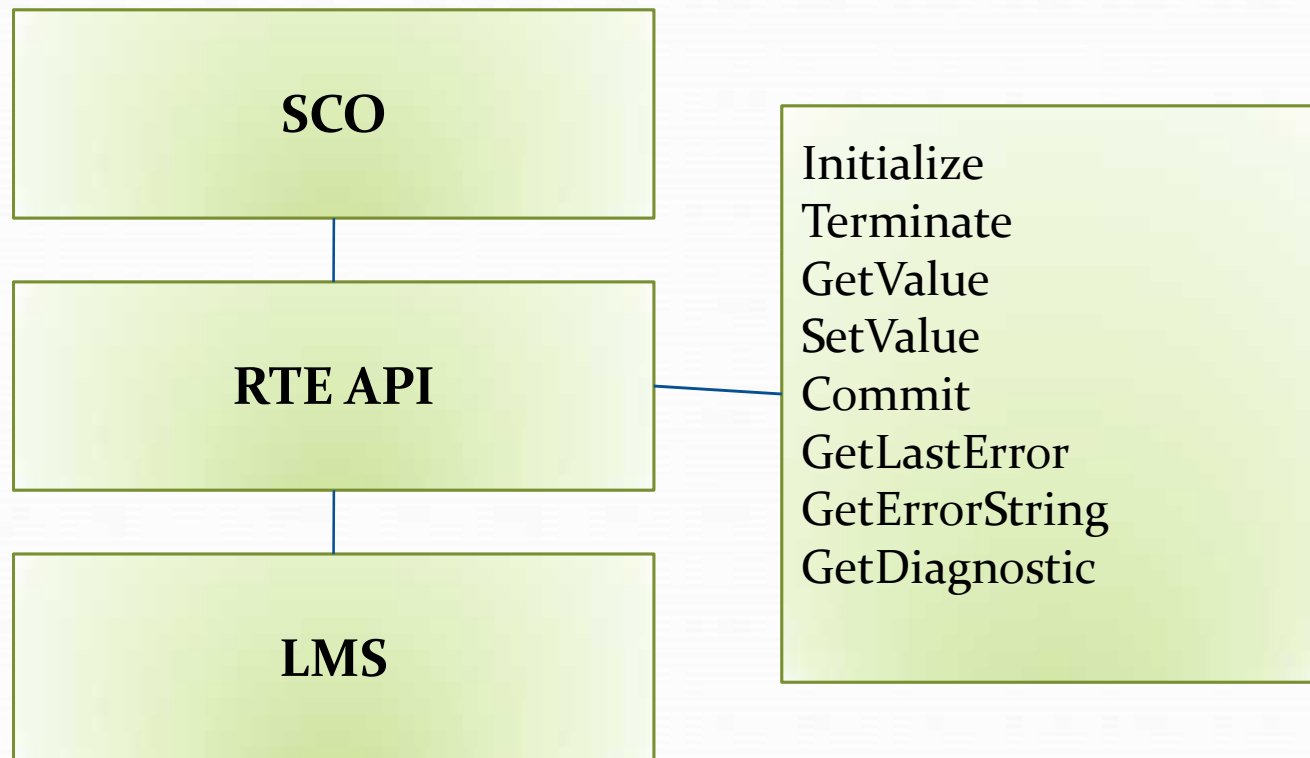 SCO
RTE API
LMS
Initialize
Terminate
GetValue
SetValue
Commit
GetLastError
GetErrorString
GetDiagnostic